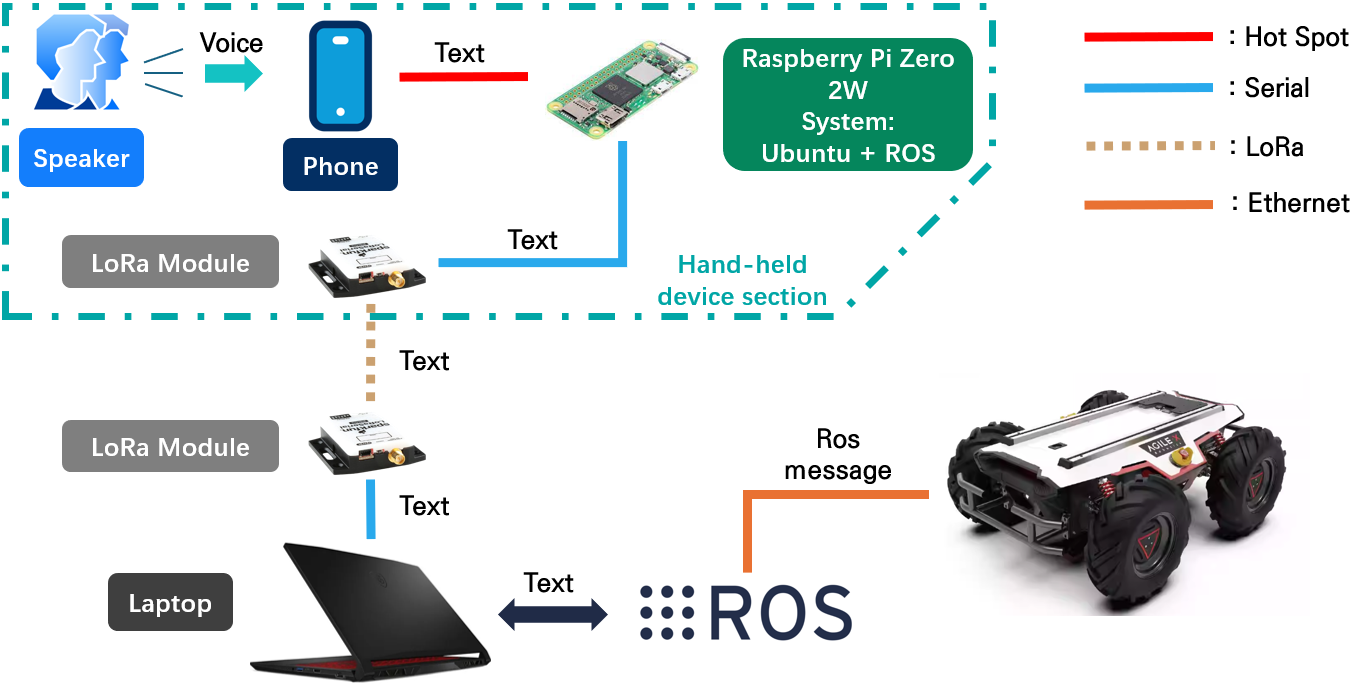 Voice
Text
Speaker
Phone
Raspberry Pi Zero
2W
System:
Ubuntu + ROS
: Hot Spot
: Serial
: LoRa
: Ethernet
LoRa Module
Text
Hand-held
device section
Text
LoRa Module
Text
Laptop
Text
ROS
Ros
message
AGILE